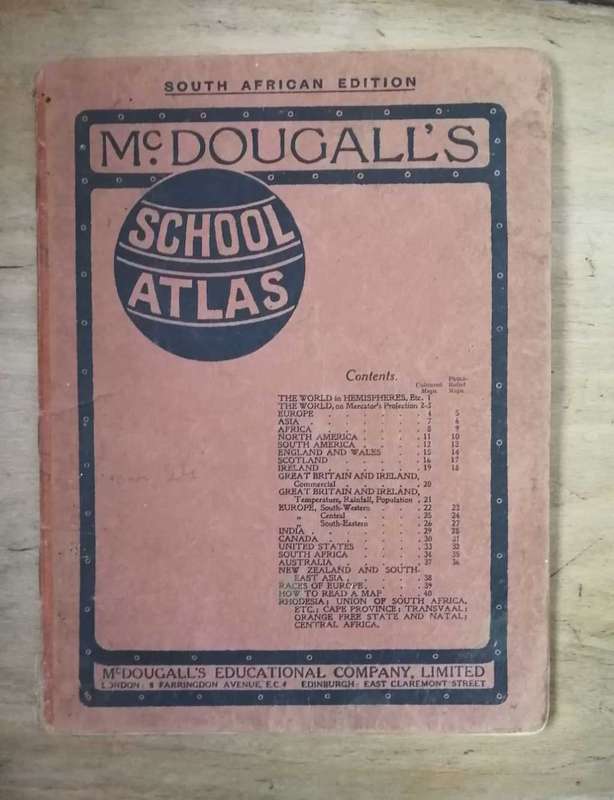 SOUTH AFRICAN EDITION
McDOUGALL'S
SCHOOL
ATLAS
Contents.
Coloured Maps. Photo-Relief Maps.
THE WORLD in HEMISPHERES, Etc. 1
THE WORLD, on Mercator's Projection 2-3
EUROPE . . . . . . 4 5
ASIA . . . . . . 7 6
AFRICA . . . . . . 8 9
NORTH AMERICA . . . . 11 10
SOUTH AMERICA . . . . 12 13
ENGLAND AND WALES . . . 15 14
SCOTLAND . . . . . 16 17
IRELAND . . . . . . 19 18
GREAT BRITAIN AND IRELAND,
Commercial . . . . . 20
GREAT BRITAIN AND IRELAND,
Temperature, Rainfall, Population . 21
EUROPE, South-Western . . . 22 23
„ Central . . . . 25 24
„ South-Eastern . . . 26 27
INDIA . . . . . . 29 28
CANADA . . . . . . 30 31
UNITED STATES . . . . 33 32
SOUTH AFRICA . . . . 34 35
AUSTRALIA . . . . . 37 36
NEW ZEALAND AND SOUTH-
EAST ASIA . . . . . 38
RACES OF EUROPE . . . . 39
HOW TO READ A MAP . . . 40
RHODESIA; UNION OF SOUTH AFRICA,
ETC.; CAPE PROVINCE; TRANSVAAL;
ORANGE FREE STATE AND NATAL;
CENTRAL AFRICA.
McDOUGALL'S EDUCATIONAL COMPANY, LIMITED
LONDON: 8 FARRINGDON AVENUE, E.C.4 EDINBURGH: EAST CLAREMONT STREET